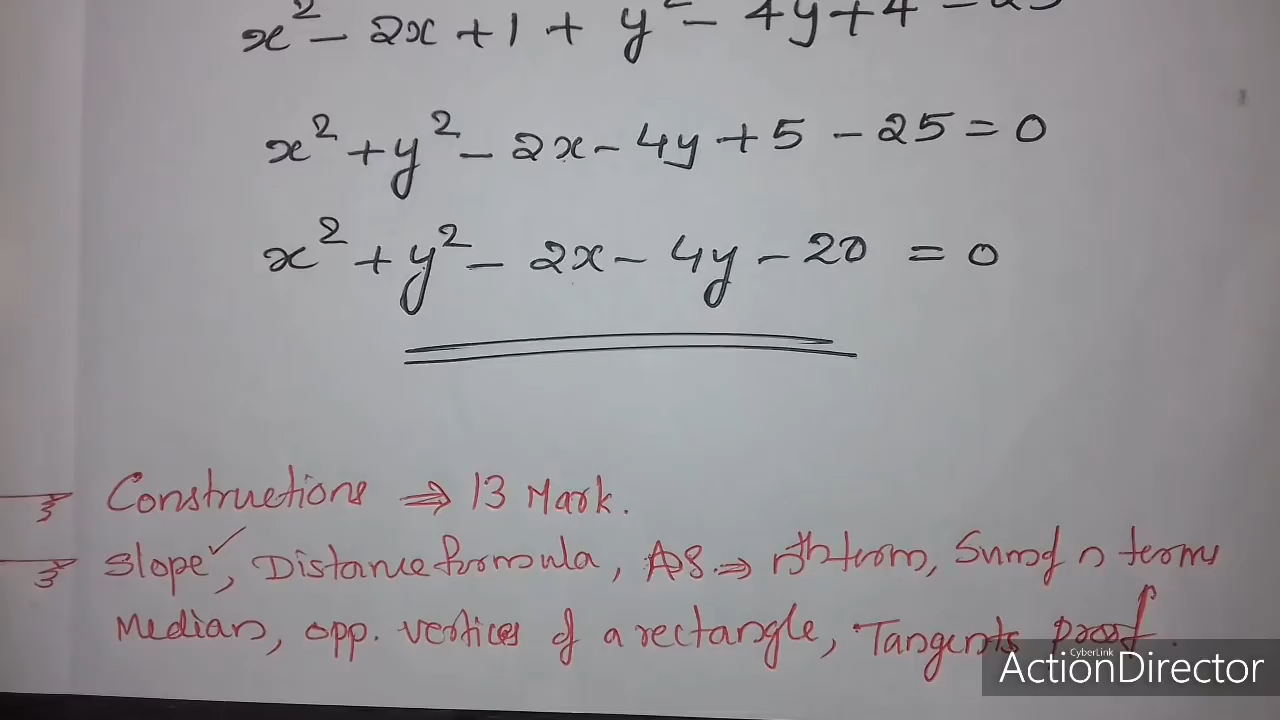 x² - 2x + 1 + y² - 4y + 4 = 25
x² + y² - 2x - 4y + 5 - 25 = 0
x² + y² - 2x - 4y - 20 = 0
Constructions ⇒ 13 Mark.
Slope✓, Distance formula, AS ⇒ nth term, Sum of n terms
Median, opp. vertices of a rectangle, Tangents proof.
CyberLink
ActionDirector